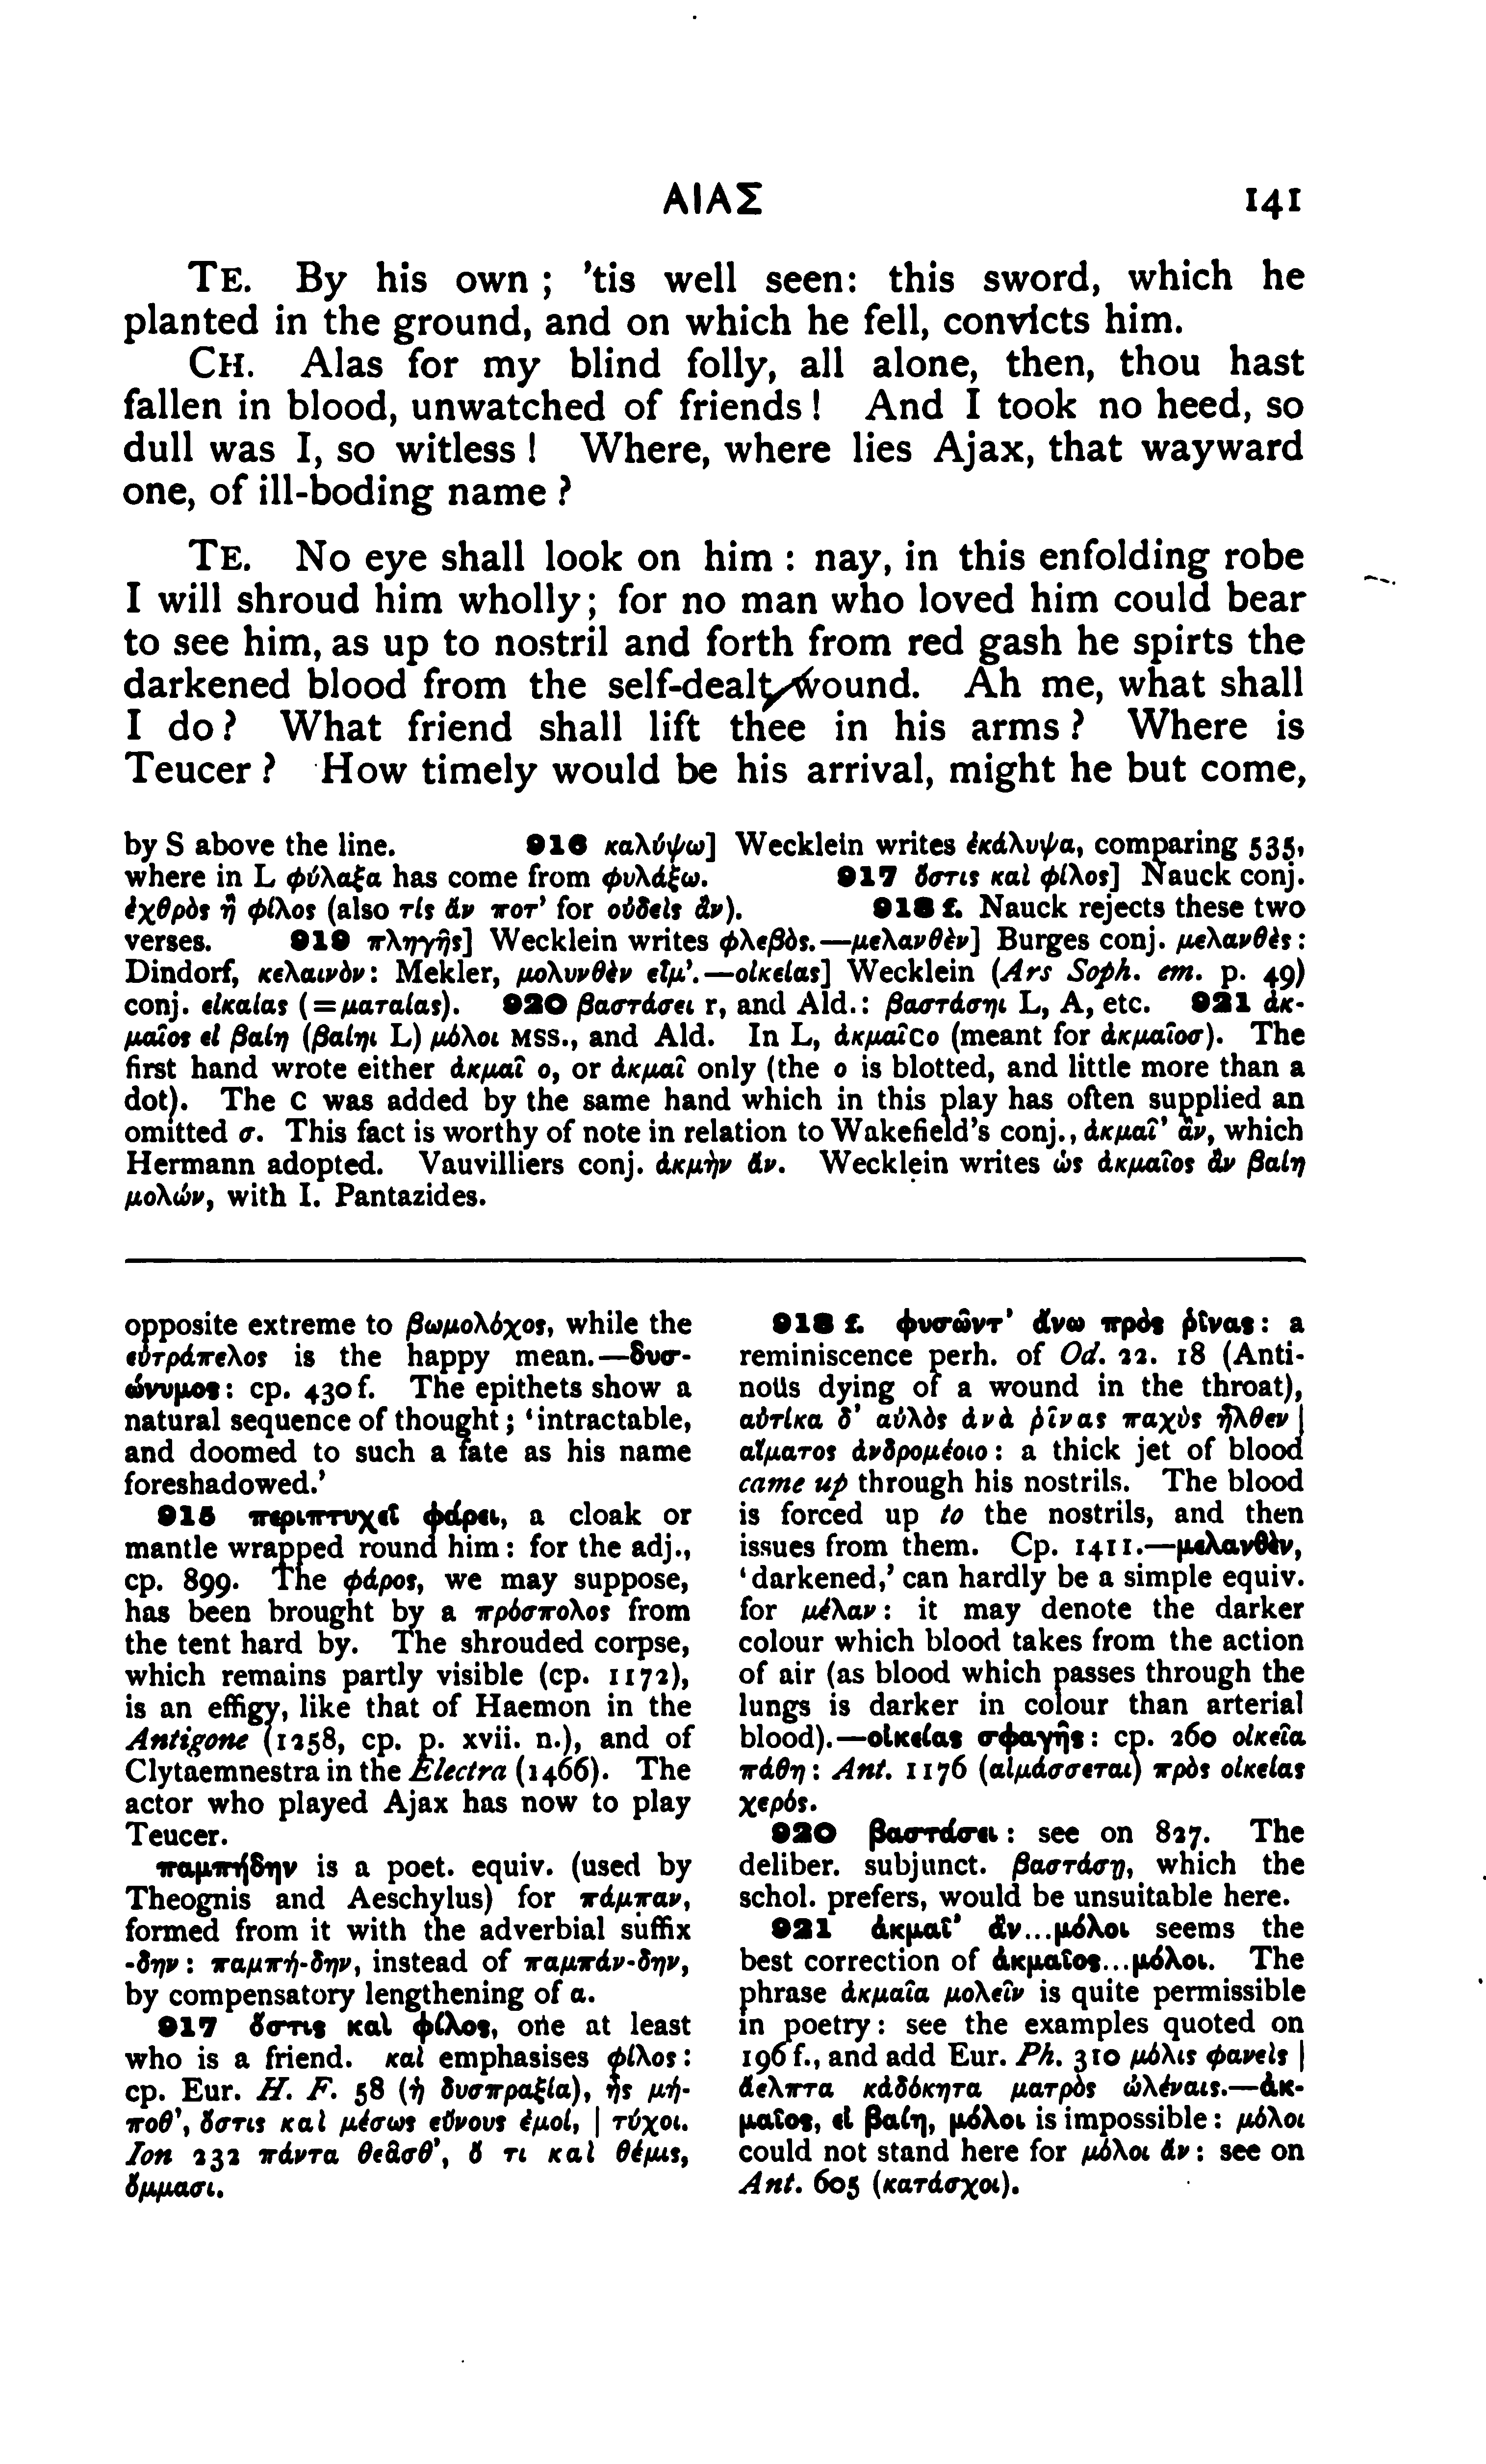 ΑΙΑΣ 141
TE. By his own ; 'tis well seen: this sword, which he
planted in the ground, and on which he fell, convicts him.
CH. Alas for my blind folly, all alone, then, thou hast
fallen in blood, unwatched of friends! And I took no heed, so
dull was I, so witless! Where, where lies Ajax, that wayward
one, of ill-boding name?
TE. No eye shall look on him: nay, in this enfolding robe
I will shroud him wholly; for no man who loved him could bear
to see him, as up to nostril and forth from red gash he spirts the
darkened blood from the self-dealt wound. Ah me, what shall
I do? What friend shall lift thee in his arms? Where is
Teucer? How timely would be his arrival, might he but come,
by S above the line. 916 καλύψω] Wecklein writes ἐκάλυψα, comparing 535,
where in L φύλαξα has come from φυλάξω. 917 ὅστις καὶ φίλος] Nauck conj.
ἐχθρὸς ἢ φίλος (also τίς ἄν ποτ' for οὐδεὶς ἄν). 918 f. Nauck rejects these two
verses. 919 πληγῆς] Wecklein writes φλεβὸς.—μελανθὲν] Burges conj. μελανθὲς:
Dindorf, κελαινὸν: Mekler, μολυνθὲν εἷμ'.—οἰκείας] Wecklein (Ars Soph. em. p. 49)
conj. εἰκαίας (=ματαίας). 920 βαστάσει r, and Ald.: βαστάσηι L, A, etc. 921 ἀκ-
μαῖος εἰ βαίη (βαίηι L) μόλοι MSS., and Ald. In L, ἀκμαῖCο (meant for ἀκμαῖοσ). The
first hand wrote either ἀκμαῖ ο, or ἀκμαῖ only (the ο is blotted, and little more than a
dot). The C was added by the same hand which in this play has often supplied an
omitted σ. This fact is worthy of note in relation to Wakefield's conj., ἀκμαῖ' ἄν, which
Hermann adopted. Vauvilliers conj. ἀκμὴν ἄν. Wecklein writes ὡς ἀκμαῖος ἂν βαίη
μολών, with I. Pantazides.
opposite extreme to βωμολόχος, while the
εὐτράπελος is the happy mean.—δυσ-
ώνυμος: cp. 430 f. The epithets show a
natural sequence of thought; 'intractable,
and doomed to such a fate as his name
foreshadowed.'
915 περιπτυχεῖ φάρει, a cloak or
mantle wrapped round him: for the adj.,
cp. 899. The φάρος, we may suppose,
has been brought by a πρόσπολος from
the tent hard by. The shrouded corpse,
which remains partly visible (cp. 1172),
is an effigy, like that of Haemon in the
Antigone (1258, cp. p. xvii. n.), and of
Clytaemnestra in the Electra (1466). The
actor who played Ajax has now to play
Teucer.
παμπήδην is a poet. equiv. (used by
Theognis and Aeschylus) for πάμπαν,
formed from it with the adverbial suffix
-δην: παμπή-δην, instead of παμπάν-δην,
by compensatory lengthening of α.
917 ὅστις καὶ φίλος, one at least
who is a friend. καὶ emphasises φίλος:
cp. Eur. H. F. 58 (ἡ δυσπραξία), ἧς μή-
ποθ', ὅστις καὶ μέσως εὔνους ἐμοί, | τύχοι.
Ion 232 πάντα θεᾶσθ', ὅ τι καὶ θέμις,
ὄμμασι.
918 f. φυσῶντ' ἄνω πρὸς ῥῖνας: a
reminiscence perh. of Od. 22. 18 (Anti-
noüs dying of a wound in the throat),
αὐτίκα δ' αὐλὸς ἀνὰ ῥῖνας παχὺς ἦλθεν |
αἵματος ἀνδρομέοιο: a thick jet of blood
came up through his nostrils. The blood
is forced up to the nostrils, and then
issues from them. Cp. 1411.—μελανθὲν,
'darkened,' can hardly be a simple equiv.
for μέλαν: it may denote the darker
colour which blood takes from the action
of air (as blood which passes through the
lungs is darker in colour than arterial
blood).—οἰκείας σφαγῆς: cp. 260 οἰκεῖα
πάθη: Ant. 1176 (αἱμάσσεται) πρὸς οἰκείας
χερός.
920 βαστάσει: see on 827. The
deliber. subjunct. βαστάσῃ, which the
schol. prefers, would be unsuitable here.
921 ἀκμαῖ' ἄν...μόλοι seems the
best correction of ἀκμαῖος...μόλοι. The
phrase ἀκμαῖα μολεῖν is quite permissible
in poetry: see the examples quoted on
196 f., and add Eur. Ph. 310 μόλις φανεὶς |
ἄελπτα κἀδόκητα ματρὸς ὠλέναις.—ἀκ-
μαῖος, εἰ βαίη, μόλοι is impossible: μόλοι
could not stand here for μόλοι ἄν: see on
Ant. 605 (κατάσχοι).